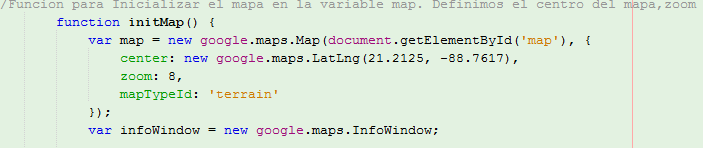 /Funcion para Inicializar el mapa en la variable map. Definimos el centro del mapa,zoom
function initMap() {
var map = new google.maps.Map(document.getElementById('map'), {
center: new google.maps.LatLng(21.2125, -88.7617),
zoom: 8,
mapTypeId: 'terrain'
});
var infoWindow = new google.maps.InfoWindow;